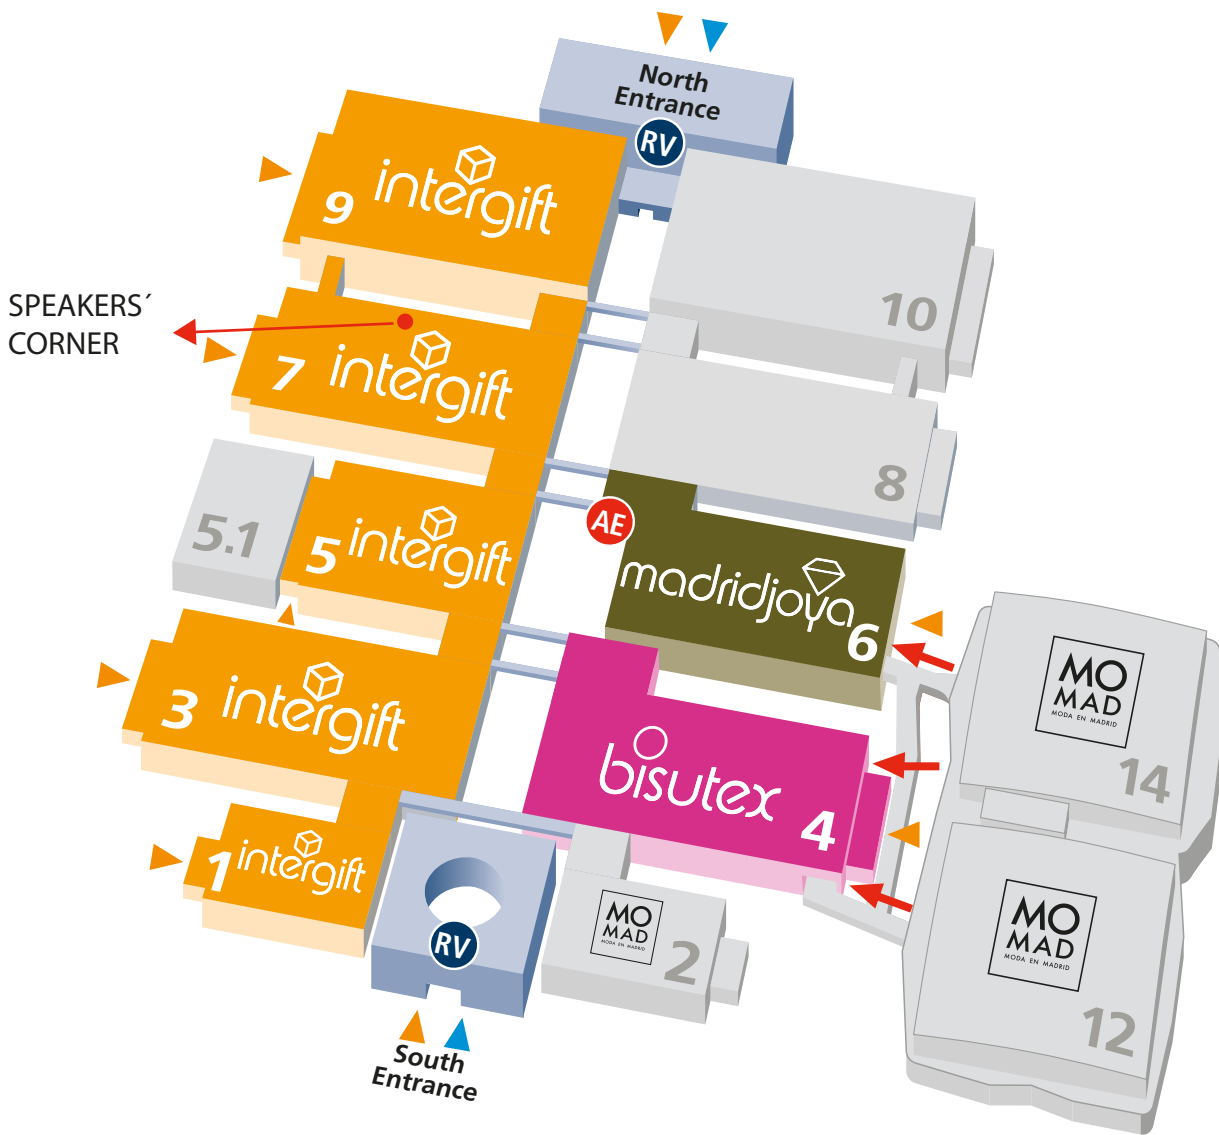 North
Entrance
RV
intergift
9
10
SPEAKERS´
CORNER
intergift
7
8
5.1
5
intergift
AE
madridjoya
6
3
intergift
MO
MAD
MODA EN MADRID
14
bisutex
4
1
intergift
RV
MO
MAD
MODA EN MADRID
2
MO
MAD
MODA EN MADRID
12
South
Entrance